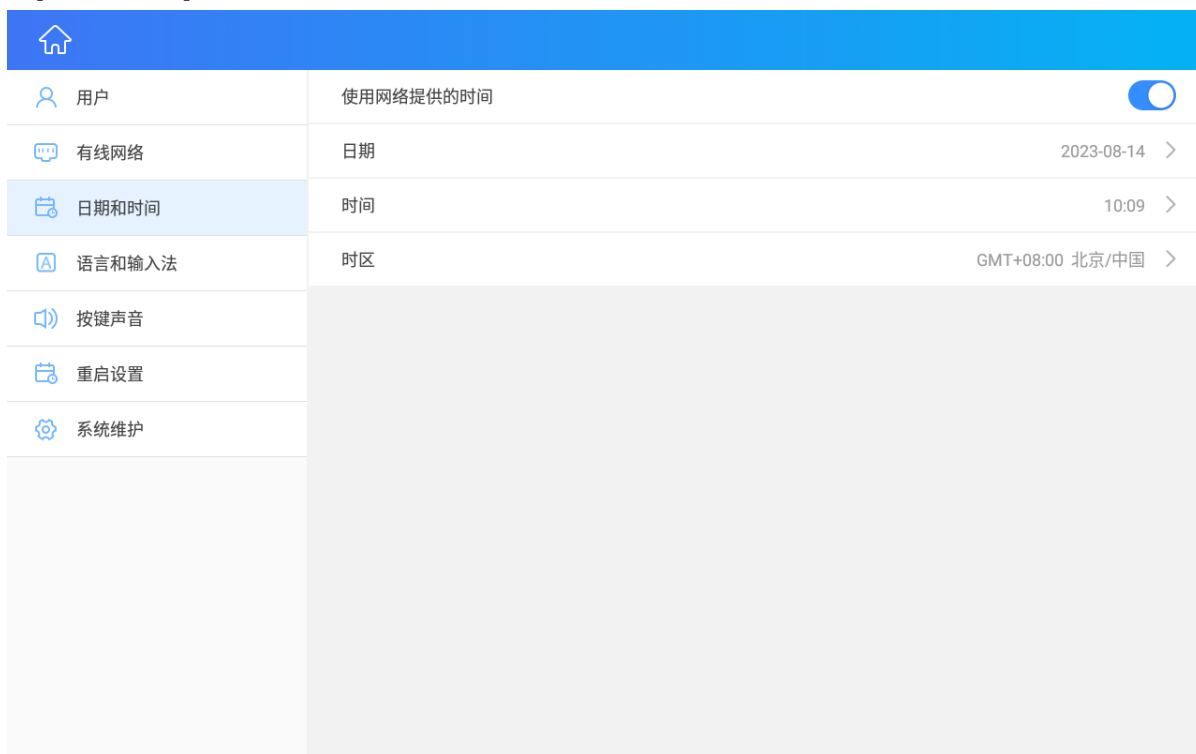 用户
有线网络
日期和时间
语言和输入法
A
按键声音
重启设置
系统维护
使用网络提供的时间
日期 2023-08-14
时间 10:09
时区 GMT+08:00 北京/中国